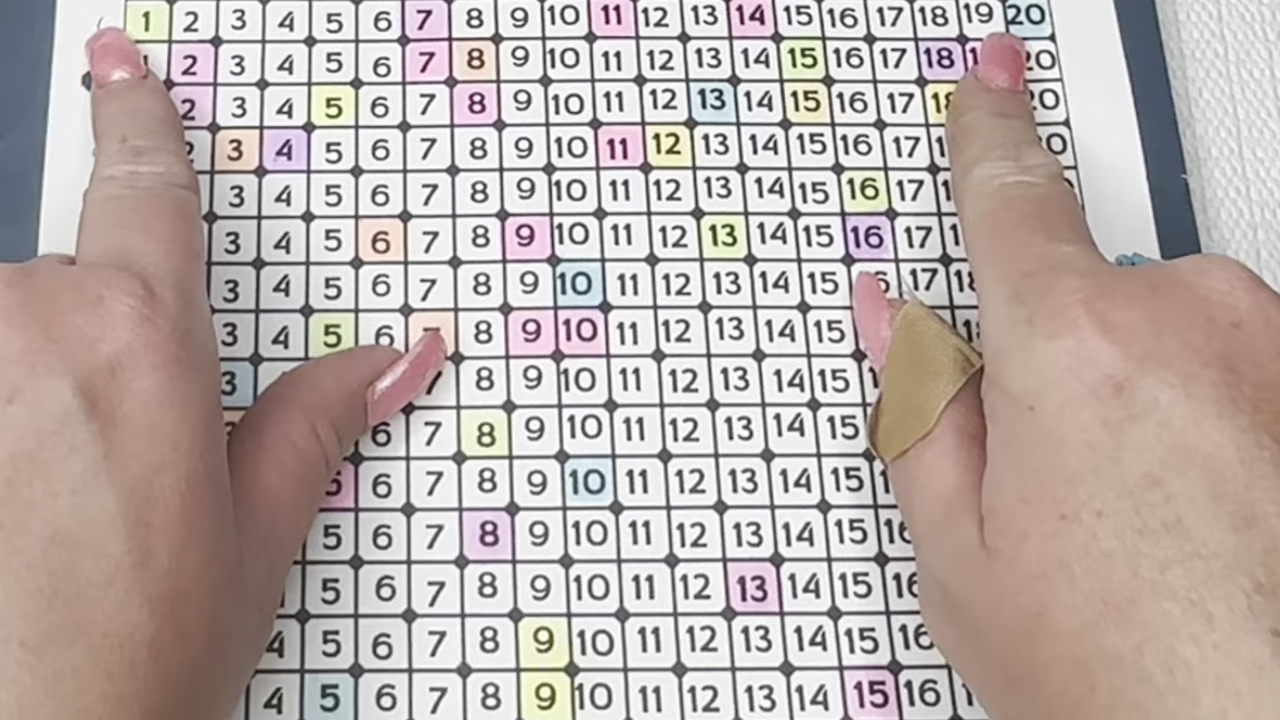 1 2 3 4 5 6 7 8 9 10 11 12 13 14 15 16 17 18 19 20
2 3 4 5 6 7 8 9 10 11 12 13 14 15 16 17 18 20
2 3 4 5 6 7 8 9 10 11 12 13 14 15 16 17 18 20
3 4 5 6 7 8 9 10 11 12 13 14 15 16 17
3 4 5 6 7 8 9 10 11 12 13 14 15 16 17
3 4 5 6 7 8 9 10 11 12 13 14 15 16 17
3 4 5 6 7 8 9 10 11 12 13 14 15 17 18
3 4 5 6 7 8 9 10 11 12 13 14 15
3 7 8 9 10 11 12 13 14 15
6 7 8 9 10 11 12 13 14 15
6 7 8 9 10 11 12 13 14 15
5 6 7 8 9 10 11 12 13 14 15 16
5 6 7 8 9 10 11 12 13 14 15 16
4 5 6 7 8 9 10 11 12 13 14 15 16
4 5 6 7 8 9 10 11 12 13 14 15 16